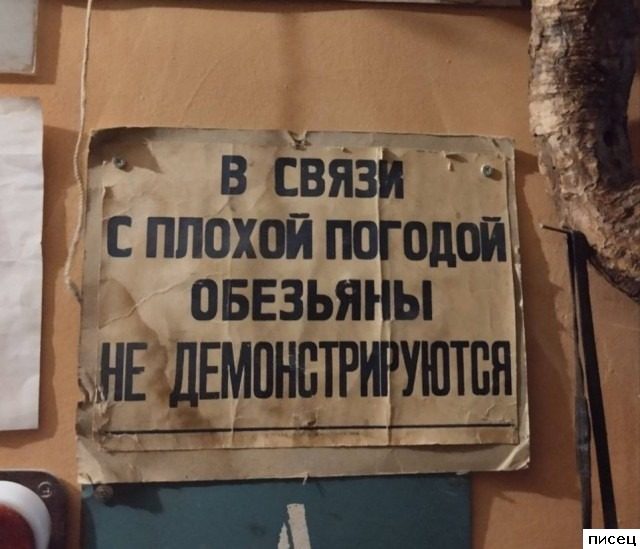 В СВЯЗИ
С ПЛОХОЙ ПОГОДОЙ
ОБЕЗЬЯНЫ
НЕ ДЕМОНСТРИРУЮТСЯ
писец